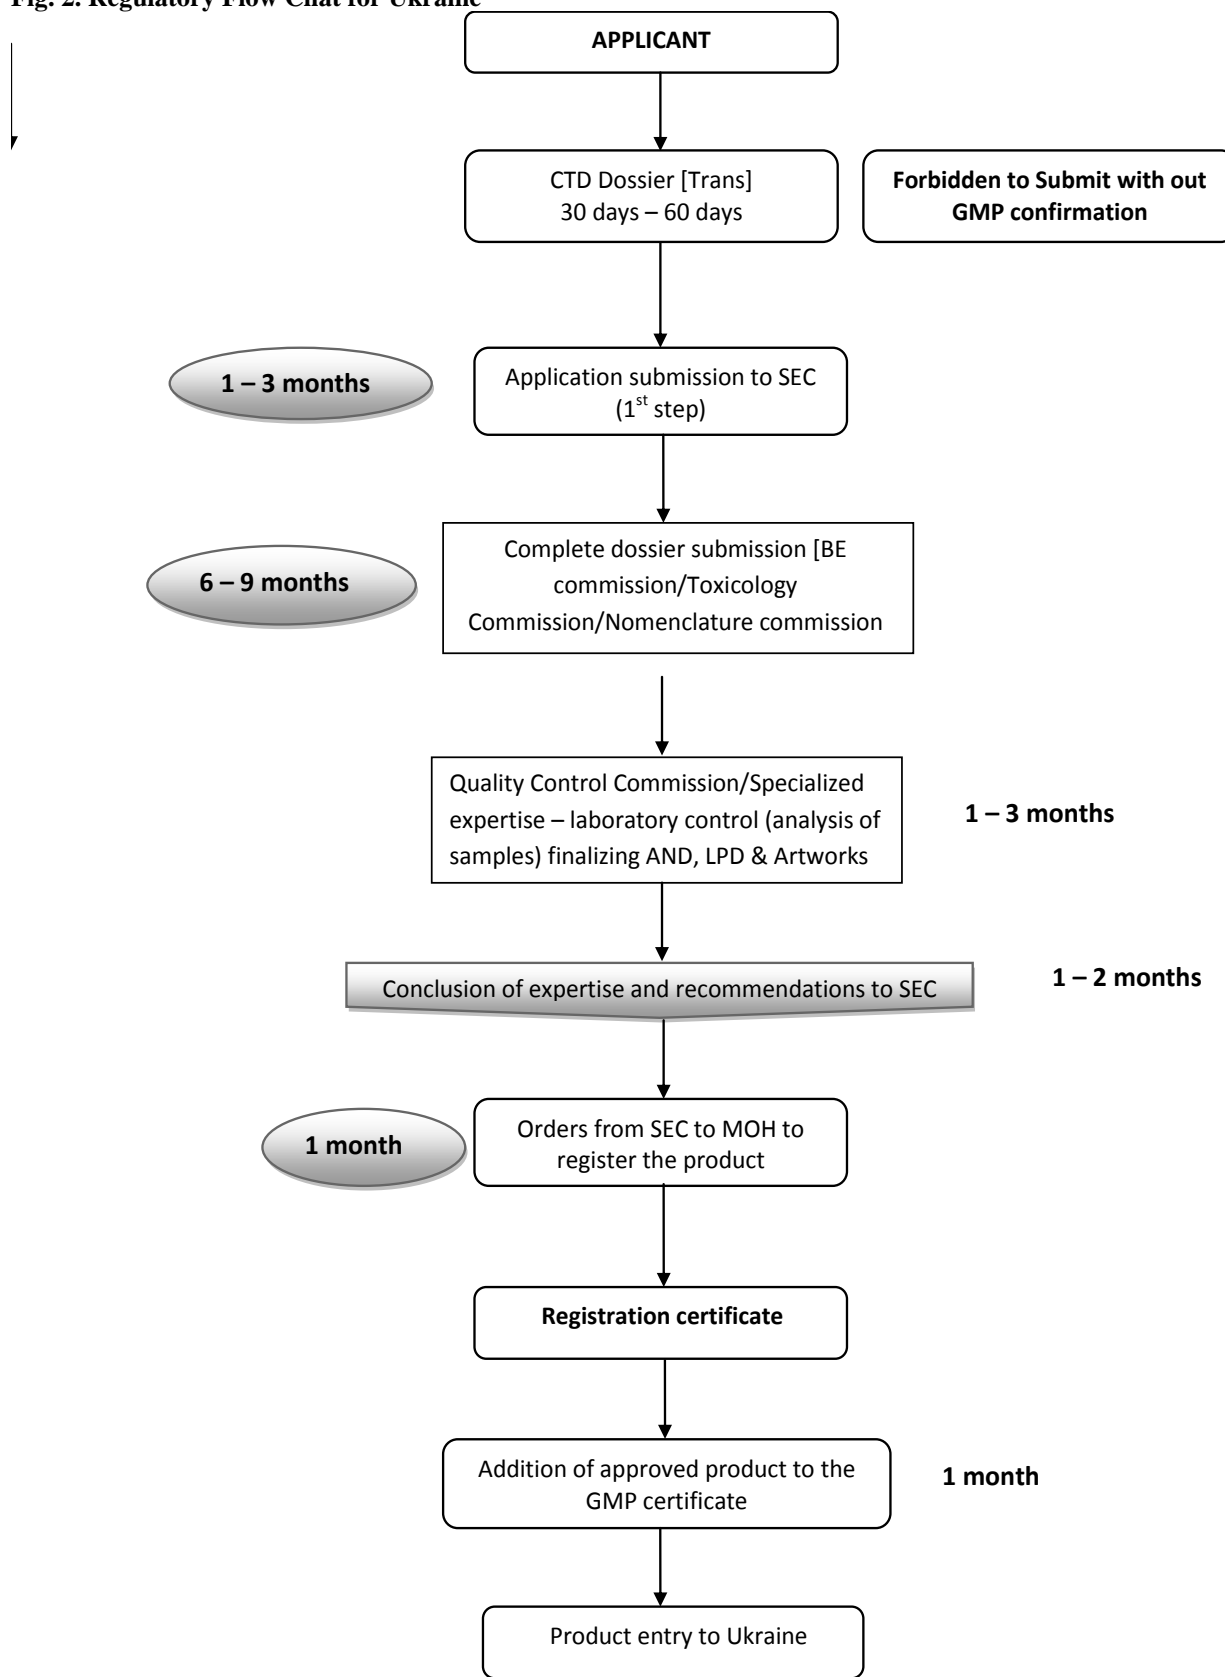 Fig. 2. Regulatory Flow Chat for Ukraine
APPLICANT
CTD Dossier [Trans]
30 days – 60 days
Forbidden to Submit with out
GMP confirmation
1 – 3 months
Application submission to SEC
(1st step)
6 – 9 months
Complete dossier submission [BE
commission/Toxicology
Commission/Nomenclature commission
Quality Control Commission/Specialized
expertise – laboratory control (analysis of
samples) finalizing AND, LPD & Artworks
1 – 3 months
Conclusion of expertise and recommendations to SEC
1 – 2 months
1 month
Orders from SEC to MOH to
register the product
Registration certificate
Addition of approved product to the
GMP certificate
1 month
Product entry to Ukraine